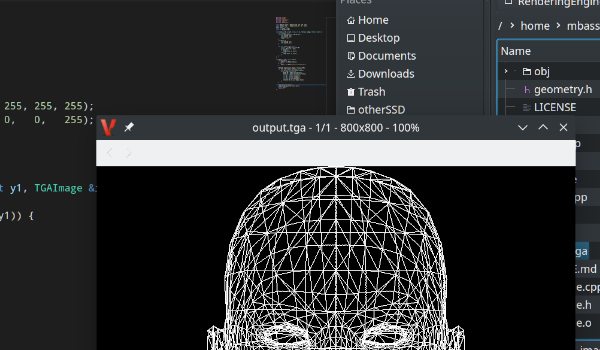 RenderingEngin
Places
Home
Desktop
Documents
Downloads
Trash
otherSSD
/ > home > mbass
Name
obj
geometry.h
LICENSE
255, 255, 255);
0, 0, 255);
output.tga - 1/1 - 800x800 - 100%
t y1, TGAImage &
y1)) {
p
pp
ga
E.md
e.cpp
e.h
e.o